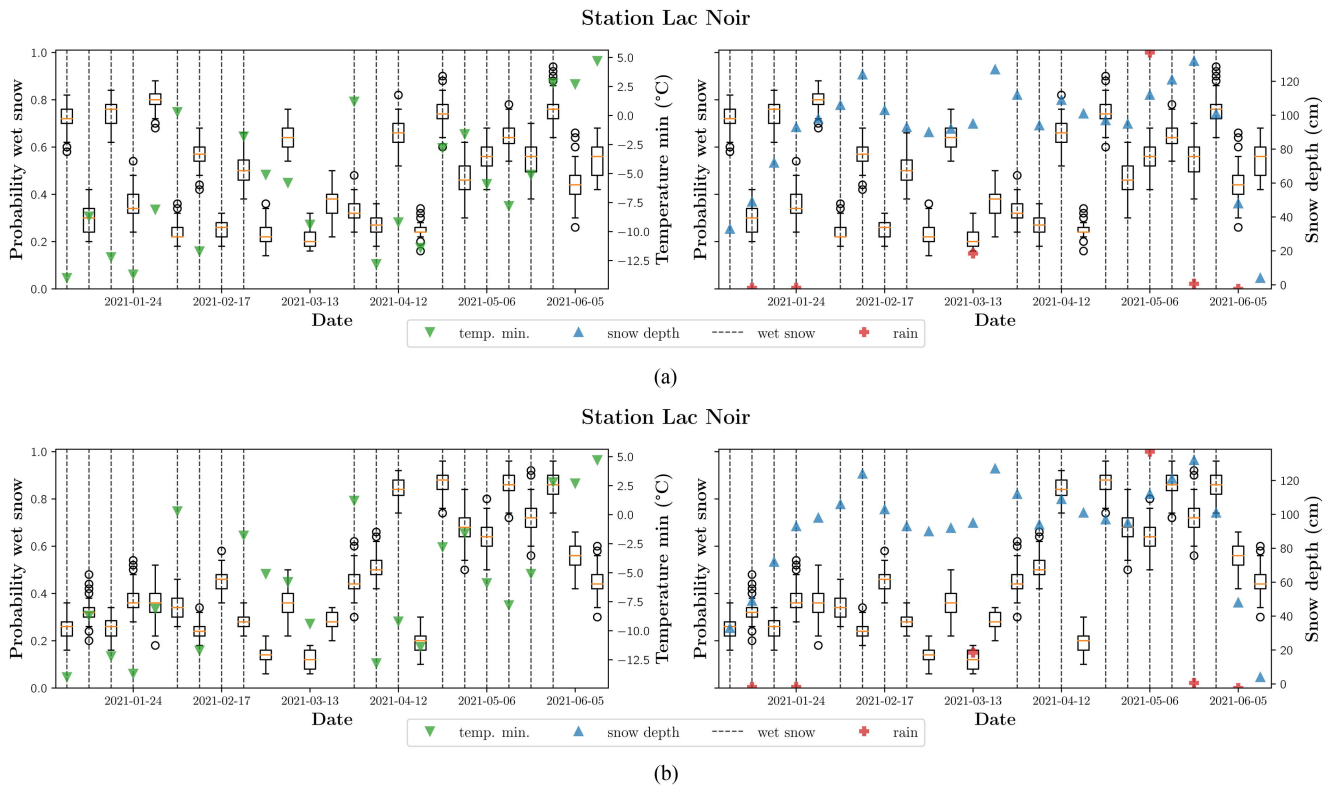 Station Lac Noir
1.0
0.8
0.6
0.4
0.2
0.0
Probability wet snow
5.0
2.5
0.0
−2.5
−5.0
−7.5
−10.0
−12.5
Temperature min (°C)
Probability wet snow
120
100
80
60
40
20
0
Snow depth (cm)
2021-01-24 2021-02-17 2021-03-13 2021-04-12 2021-05-06 2021-06-05
Date
2021-01-24 2021-02-17 2021-03-13 2021-04-12 2021-05-06 2021-06-05
Date
temp. min. snow depth wet snow rain
(a)
Station Lac Noir
1.0
0.8
0.6
0.4
0.2
0.0
Probability wet snow
5.0
2.5
0.0
−2.5
−5.0
−7.5
−10.0
−12.5
Temperature min (°C)
Probability wet snow
120
100
80
60
40
20
0
Snow depth (cm)
2021-01-24 2021-02-17 2021-03-13 2021-04-12 2021-05-06 2021-06-05
Date
2021-01-24 2021-02-17 2021-03-13 2021-04-12 2021-05-06 2021-06-05
Date
temp. min. snow depth wet snow rain
(b)